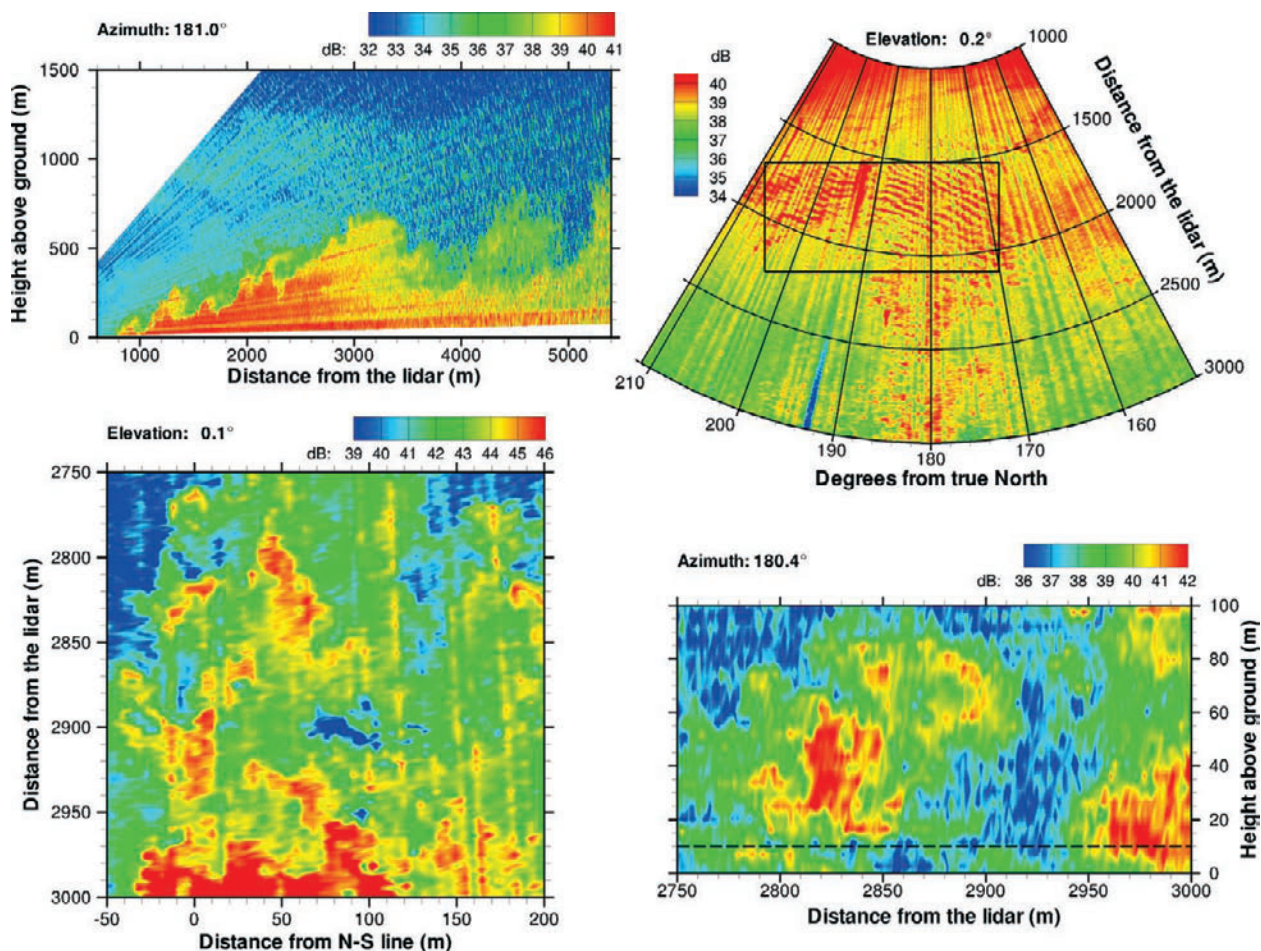 Azimuth: 181.0°
dB: 32 33 34 35 36 37 38 39 40 41
1500
1000
500
0
Height above ground (m)
1000 2000 3000 4000 5000
Distance from the lidar (m)
Elevation: 0.2°
dB
40
39
38
37
36
35
34
1000
1500
2000
2500
3000
Distance from the lidar (m)
210 200 190 180 170 160
Degrees from true North
Elevation: 0.1°
dB: 39 40 41 42 43 44 45 46
2750
2800
2850
2900
2950
3000
Distance from the lidar (m)
-50 0 50 100 150 200
Distance from N-S line (m)
Azimuth: 180.4°
dB: 36 37 38 39 40 41 42
100
80
60
40
20
0
Height above ground (m)
2750 2800 2850 2900 2950 3000
Distance from the lidar (m)